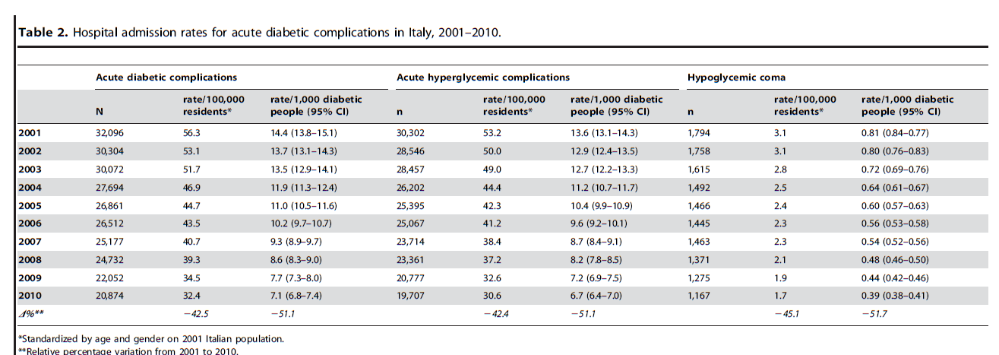 Table 2. Hospital admission rates for acute diabetic complications in Italy, 2001–2010.
Acute diabetic complications Acute hyperglycemic complications Hypoglycemic coma
N rate/100,000 residents* rate/1,000 diabetic people (95% CI) n rate/100,000 residents* rate/1,000 diabetic people (95% CI) n rate/100,000 residents* rate/1,000 diabetic people (95% CI)
2001 32,096 56.3 14.4 (13.8–15.1) 30,302 53.2 13.6 (13.1–14.3) 1,794 3.1 0.81 (0.84–0.77)
2002 30,304 53.1 13.7 (13.1–14.3) 28,546 50.0 12.9 (12.4–13.5) 1,758 3.1 0.80 (0.76–0.83)
2003 30,072 51.7 13.5 (12.9–14.1) 28,457 49.0 12.7 (12.2–13.3) 1,615 2.8 0.72 (0.69–0.76)
2004 27,694 46.9 11.9 (11.3–12.4) 26,202 44.4 11.2 (10.7–11.7) 1,492 2.5 0.64 (0.61–0.67)
2005 26,861 44.7 11.0 (10.5–11.6) 25,395 42.3 10.4 (9.9–10.9) 1,466 2.4 0.60 (0.57–0.63)
2006 26,512 43.5 10.2 (9.7–10.7) 25,067 41.2 9.6 (9.2–10.1) 1,445 2.3 0.56 (0.53–0.58)
2007 25,177 40.7 9.3 (8.9–9.7) 23,714 38.4 8.7 (8.4–9.1) 1,463 2.3 0.54 (0.52–0.56)
2008 24,732 39.3 8.6 (8.3–9.0) 23,361 37.2 8.2 (7.8–8.5) 1,371 2.1 0.48 (0.46–0.50)
2009 22,052 34.5 7.7 (7.3–8.0) 20,777 32.6 7.2 (6.9–7.5) 1,275 1.9 0.44 (0.42–0.46)
2010 20,874 32.4 7.1 (6.8–7.4) 19,707 30.6 6.7 (6.4–7.0) 1,167 1.7 0.39 (0.38–0.41)
Δ%** −42.5 −51.1 −42.4 −51.1 −45.1 −51.7
*Standardized by age and gender on 2001 Italian population.
**Relative percentage variation from 2001 to 2010.